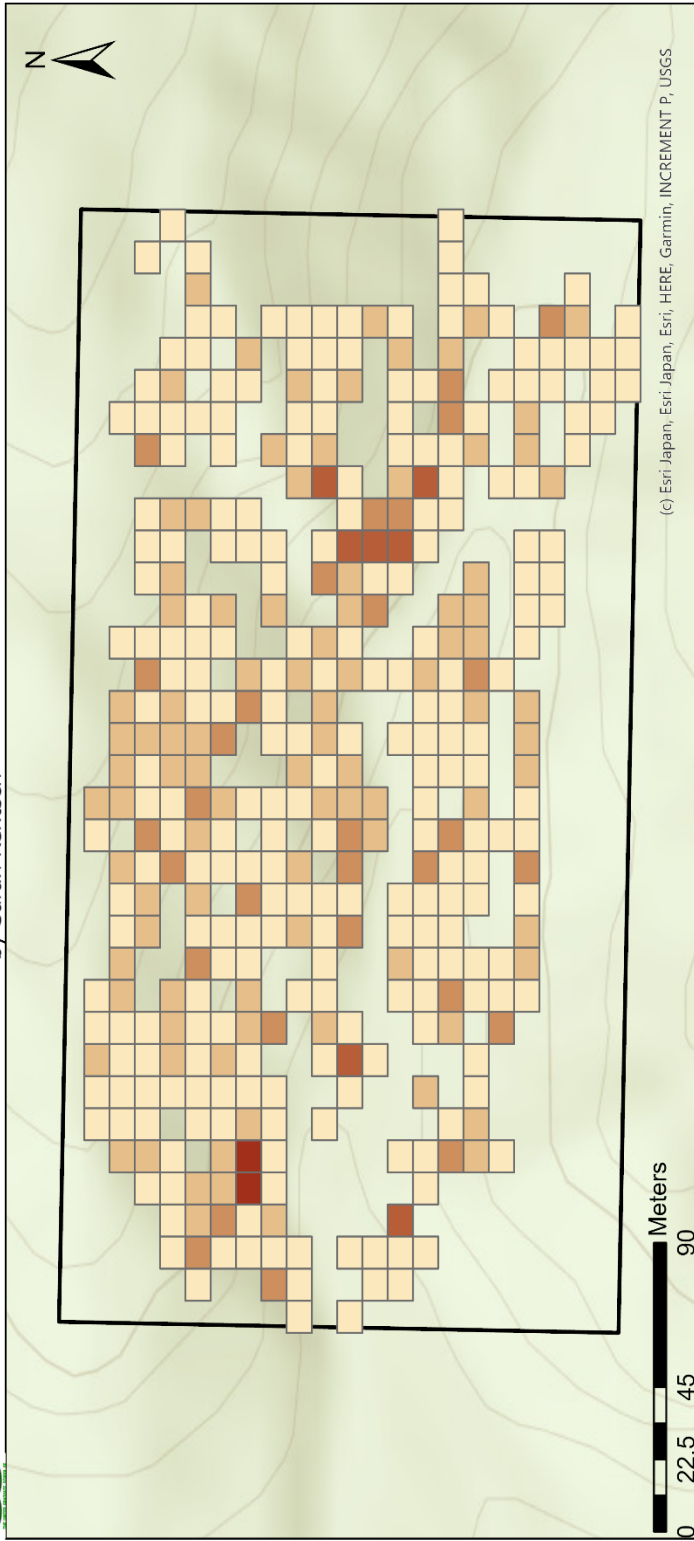 N
Meters
0 22.5 45 90
(c) Esri Japan, Esri Japan, Esri, HERE, Garmin, INCREMENT P, USGS